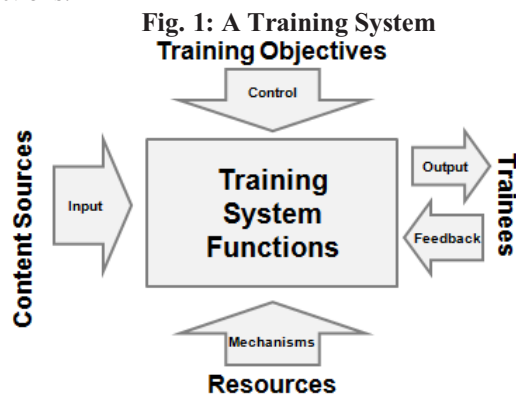 Fig. 1: A Training System
Training Objectives
Control
Content Sources
Input
Training
System
Functions
Output
Feedback
Trainees
Mechanisms
Resources